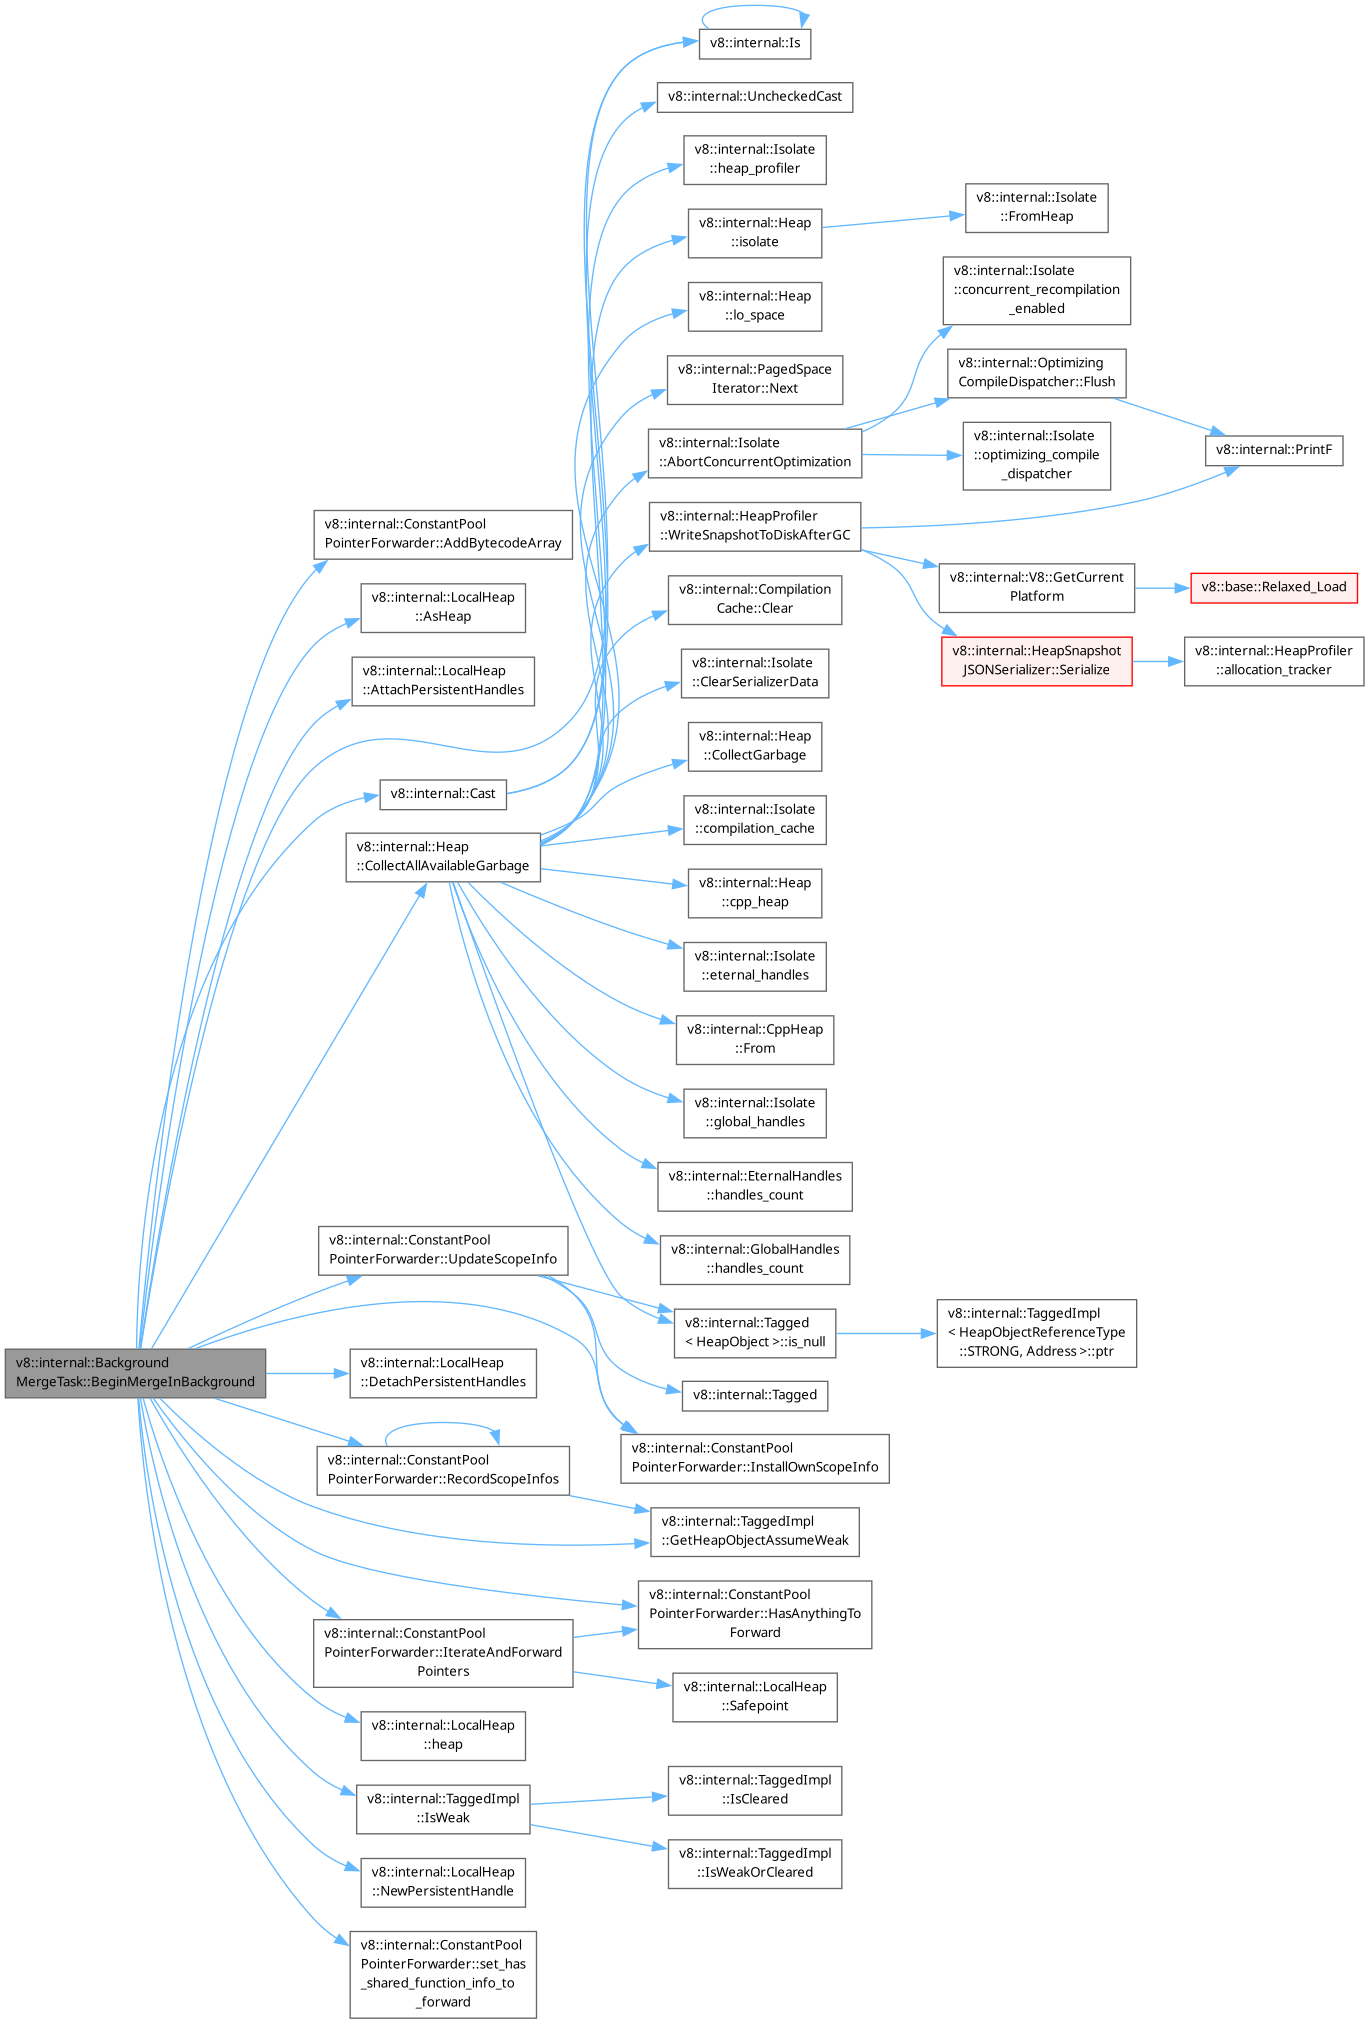 v8::internal::Is
v8::internal::UncheckedCast
v8::internal::Isolate
::heap_profiler
v8::internal::Heap
::isolate
v8::internal::Isolate
::FromHeap
v8::internal::Heap
::lo_space
v8::internal::Isolate
::concurrent_recompilation
_enabled
v8::internal::PagedSpace
Iterator::Next
v8::internal::Optimizing
CompileDispatcher::Flush
v8::internal::Isolate
::AbortConcurrentOptimization
v8::internal::Isolate
::optimizing_compile
_dispatcher
v8::internal::PrintF
v8::internal::HeapProfiler
::WriteSnapshotToDiskAfterGC
v8::internal::V8::GetCurrent
Platform
v8::base::Relaxed_Load
v8::internal::HeapSnapshot
JSONSerializer::Serialize
v8::internal::HeapProfiler
::allocation_tracker
v8::internal::ConstantPool
PointerForwarder::AddBytecodeArray
v8::internal::LocalHeap
::AsHeap
v8::internal::LocalHeap
::AttachPersistentHandles
v8::internal::Cast
v8::internal::Heap
::CollectAllAvailableGarbage
v8::internal::Compilation
Cache::Clear
v8::internal::Isolate
::ClearSerializerData
v8::internal::Heap
::CollectGarbage
v8::internal::Isolate
::compilation_cache
v8::internal::Heap
::cpp_heap
v8::internal::Isolate
::eternal_handles
v8::internal::CppHeap
::From
v8::internal::Isolate
::global_handles
v8::internal::EternalHandles
::handles_count
v8::internal::GlobalHandles
::handles_count
v8::internal::ConstantPool
PointerForwarder::UpdateScopeInfo
v8::internal::Tagged
< HeapObject >::is_null
v8::internal::TaggedImpl
< HeapObjectReferenceType
::STRONG, Address >::ptr
v8::internal::Tagged
v8::internal::Background
MergeTask::BeginMergeInBackground
v8::internal::LocalHeap
::DetachPersistentHandles
v8::internal::ConstantPool
PointerForwarder::InstallOwnScopeInfo
v8::internal::ConstantPool
PointerForwarder::RecordScopeInfos
v8::internal::TaggedImpl
::GetHeapObjectAssumeWeak
v8::internal::ConstantPool
PointerForwarder::HasAnythingTo
Forward
v8::internal::ConstantPool
PointerForwarder::IterateAndForward
Pointers
v8::internal::LocalHeap
::Safepoint
v8::internal::LocalHeap
::heap
v8::internal::TaggedImpl
::IsWeak
v8::internal::TaggedImpl
::IsCleared
v8::internal::TaggedImpl
::IsWeakOrCleared
v8::internal::LocalHeap
::NewPersistentHandle
v8::internal::ConstantPool
PointerForwarder::set_has
_shared_function_info_to
_forward